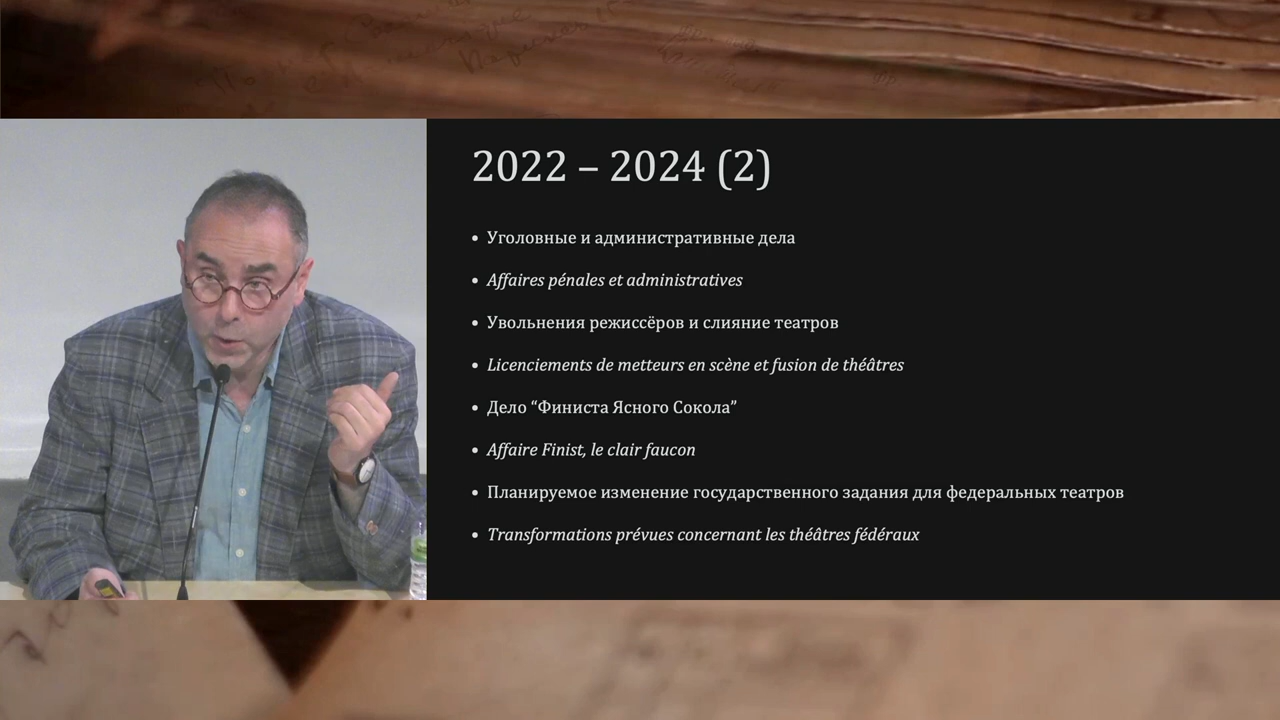 2022 – 2024 (2)
• Уголовные и административные дела
• Affaires pénales et administratives
• Увольнения режиссёров и слияние театров
• Licenciements de metteurs en scène et fusion de théâtres
• Дело “Финиста Ясного Сокола”
• Affaire Finist, le clair faucon
• Планируемое изменение государственного задания для федеральных театров
• Transformations prévues concernant les théâtres fédéraux